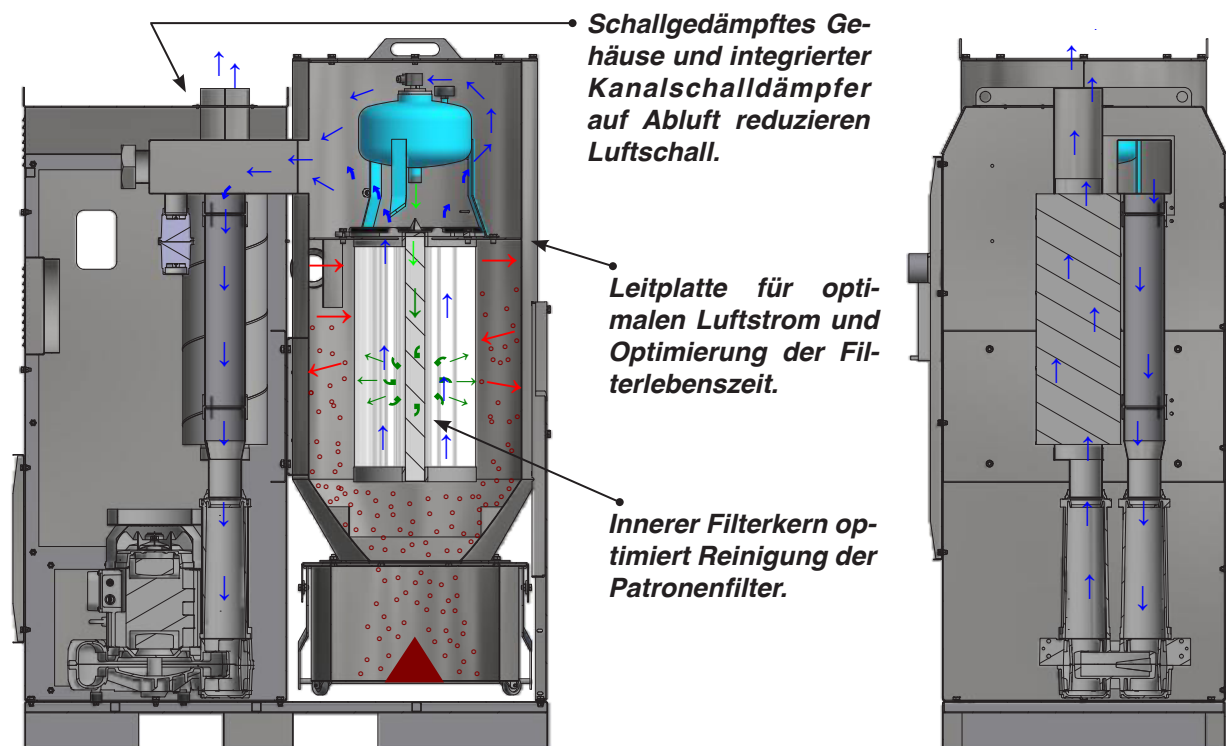 Schallgedämpftes Ge-
häuse und integrierter
Kanalschalldämpfer
auf Abluft reduzieren
Luftschall.
Leitplatte für opti-
malen Luftstrom und
Optimierung der Fil-
terlebenszeit.
Innerer Filterkern op-
timiert Reinigung der
Patronenfilter.